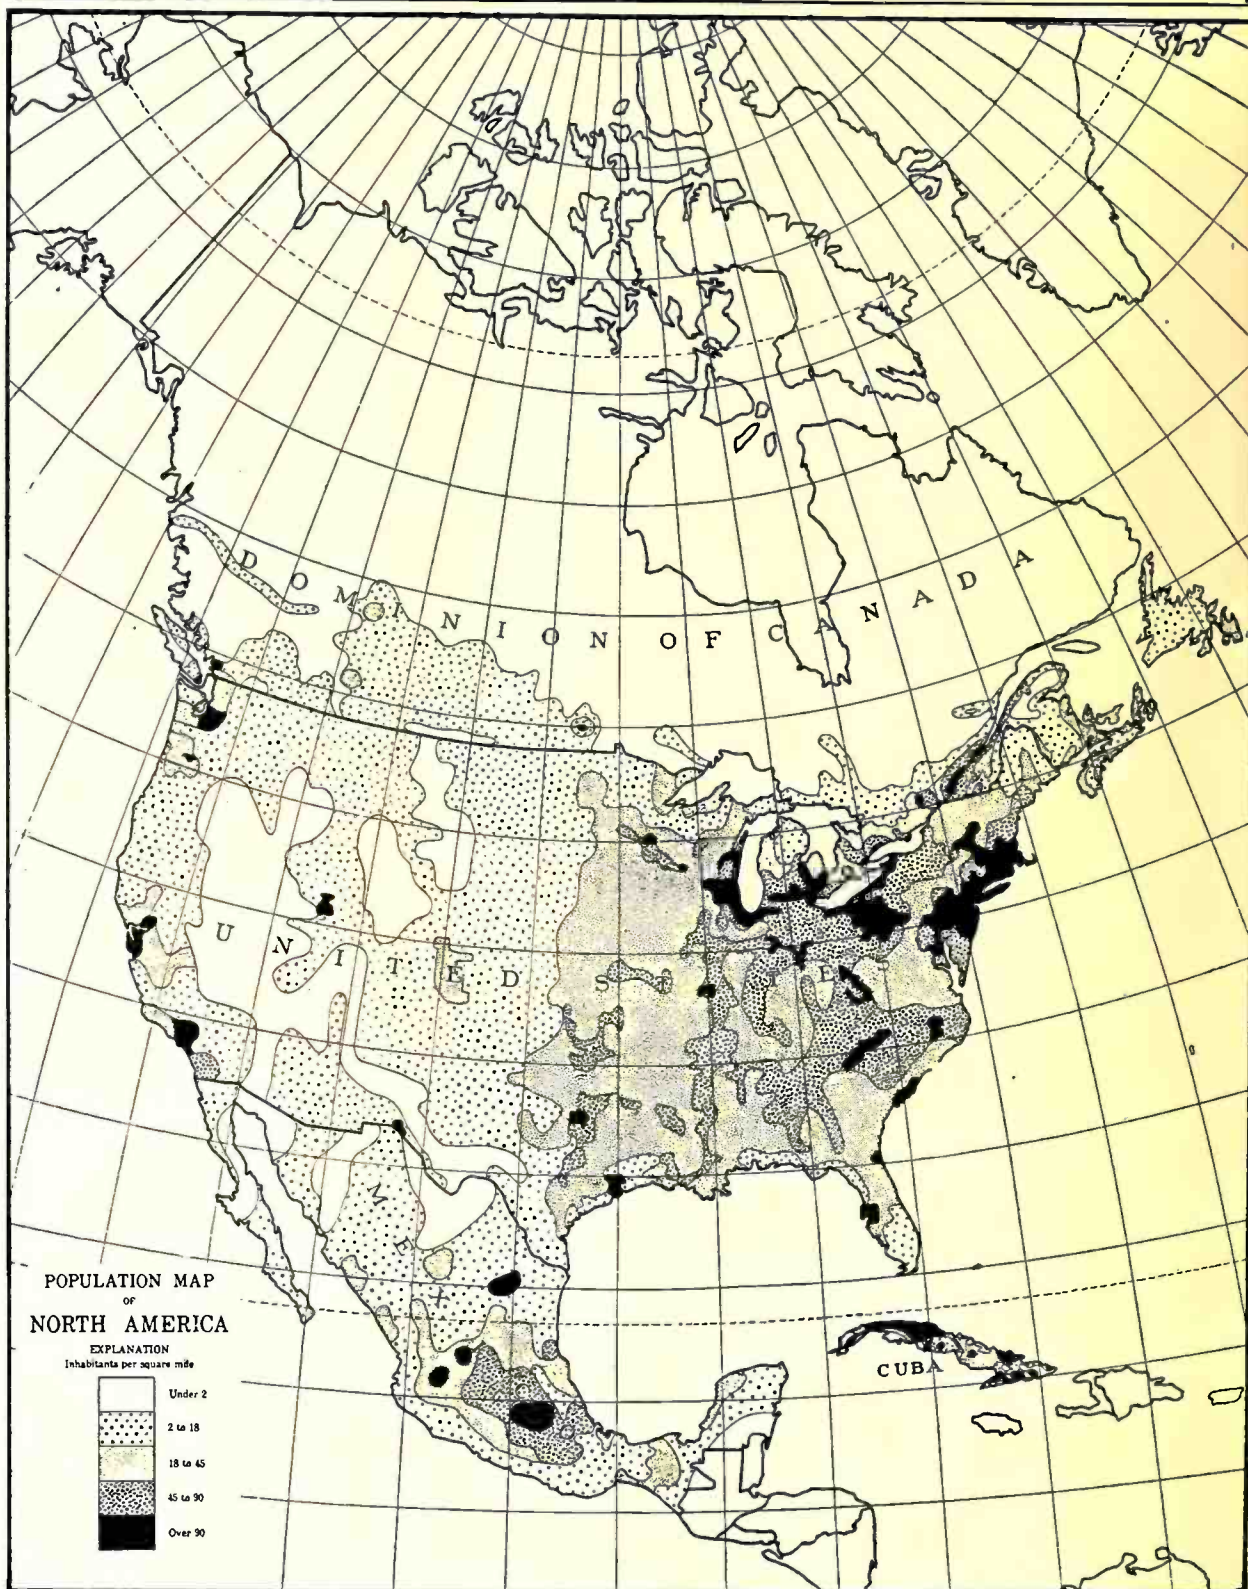 DOMINION OF CANADA
UNITED STATES
MEXICO
CUBA
POPULATION MAP
OF
NORTH AMERICA
EXPLANATION
Inhabitants per square mile
Under 2
2 to 18
18 to 45
45 to 90
Over 90